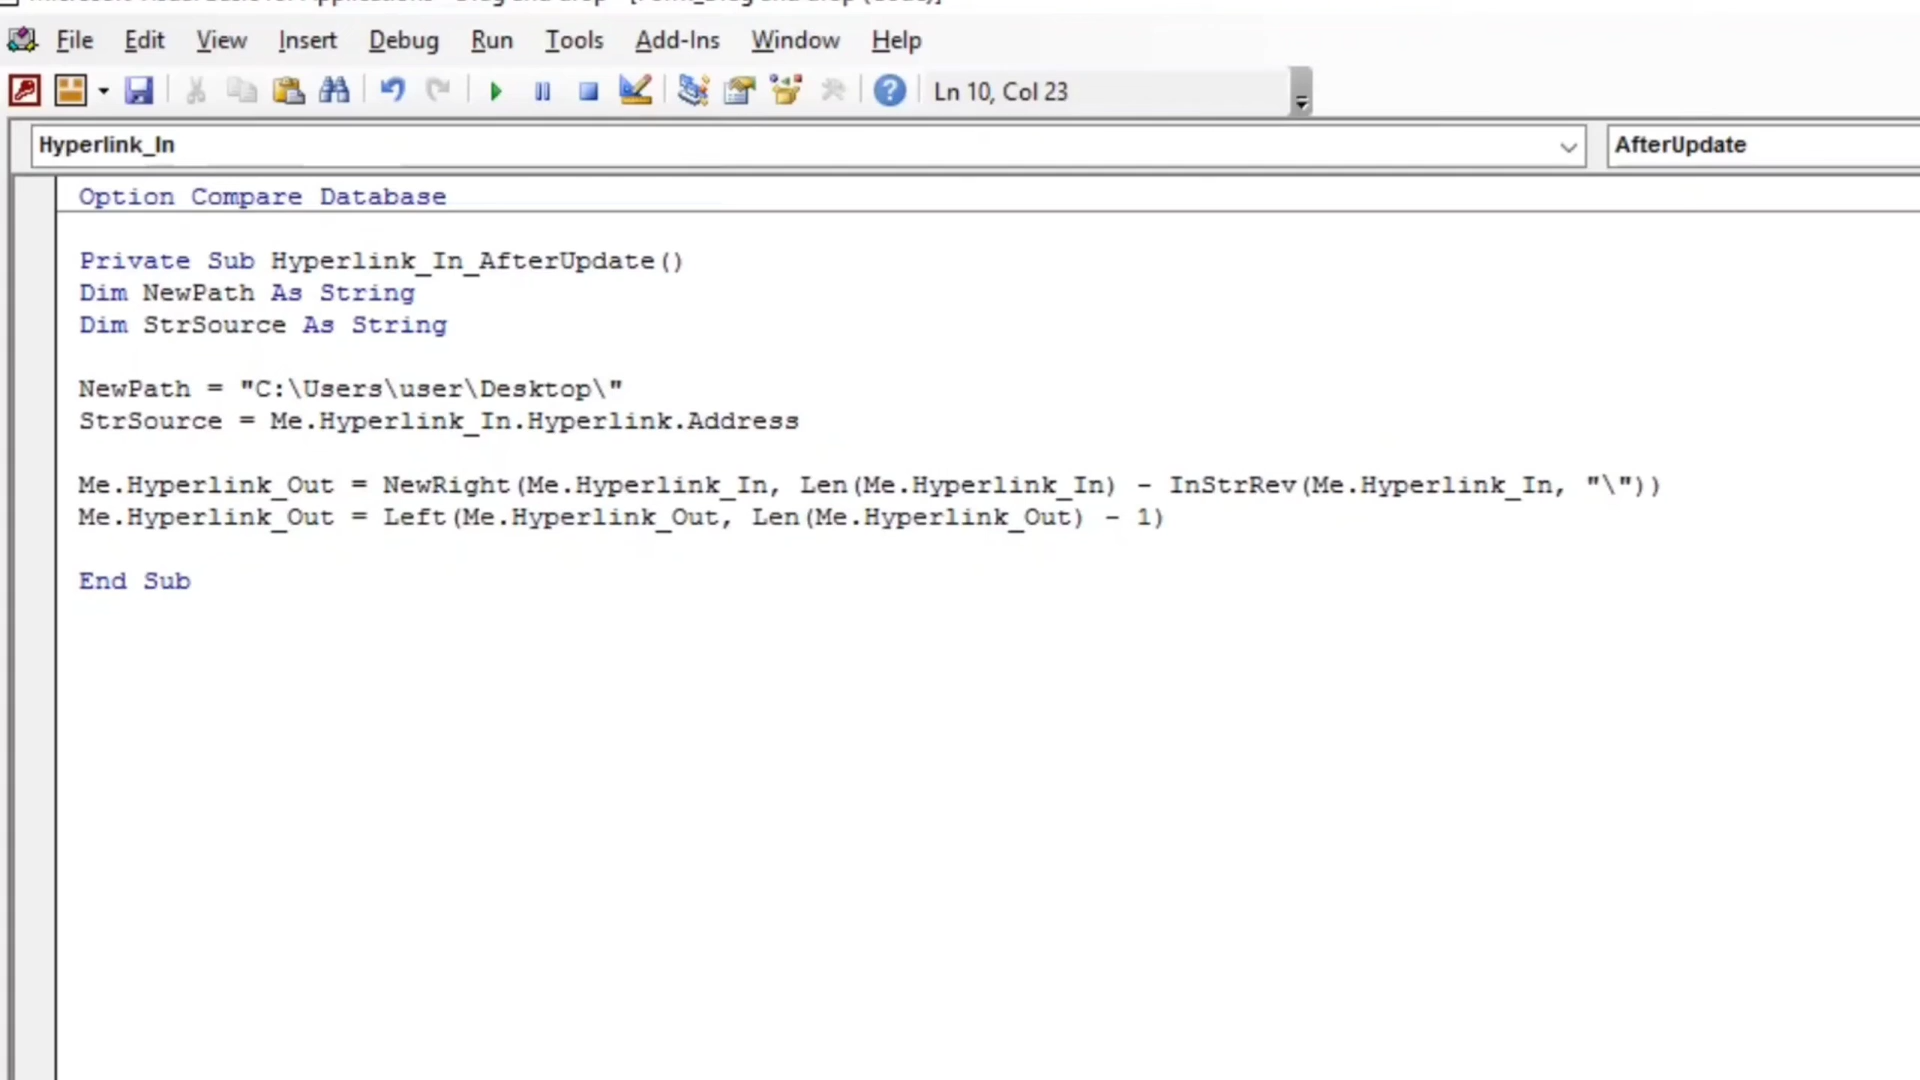 File Edit View Insert Debug Run Tools Add-Ins Window Help
Ln 10, Col 23
Hyperlink_In AfterUpdate
Option Compare Database
Private Sub Hyperlink_In_AfterUpdate()
Dim NewPath As String
Dim StrSource As String
NewPath = "C:\Users\user\Desktop\"
StrSource = Me.Hyperlink_In.Hyperlink.Address
Me.Hyperlink_Out = NewRight(Me.Hyperlink_In, Len(Me.Hyperlink_In) - InStrRev(Me.Hyperlink_In, "\"))
Me.Hyperlink_Out = Left(Me.Hyperlink_Out, Len(Me.Hyperlink_Out) - 1)
End Sub